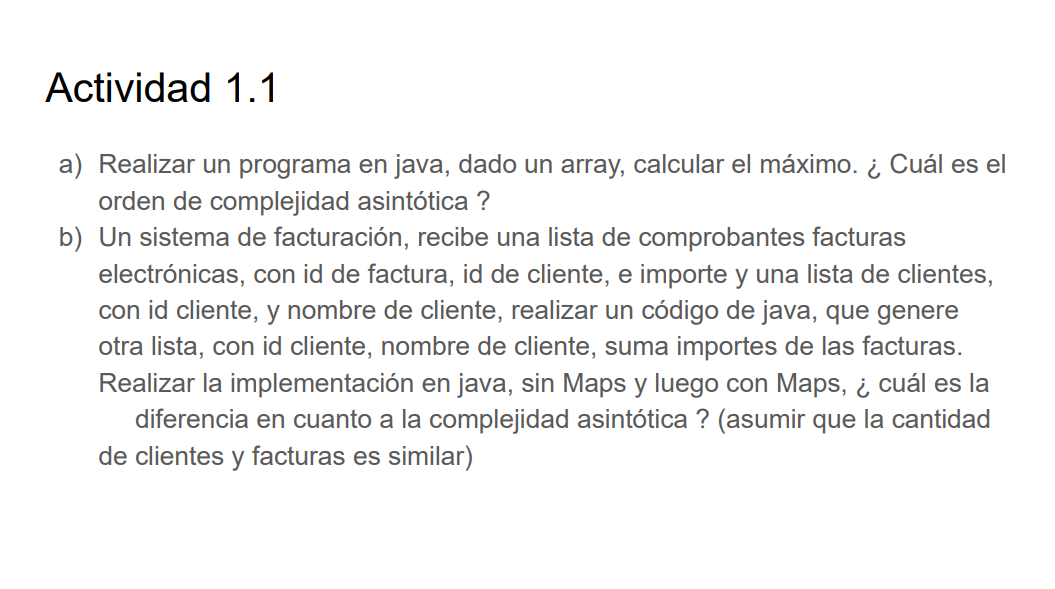 Actividad 1.1
a) Realizar un programa en java, dado un array, calcular el máximo. ¿ Cuál es el
orden de complejidad asintótica ?
b) Un sistema de facturación, recibe una lista de comprobantes facturas
electrónicas, con id de factura, id de cliente, e importe y una lista de clientes,
con id cliente, y nombre de cliente, realizar un código de java, que genere
otra lista, con id cliente, nombre de cliente, suma importes de las facturas.
Realizar la implementación en java, sin Maps y luego con Maps, ¿ cuál es la
diferencia en cuanto a la complejidad asintótica ? (asumir que la cantidad
de clientes y facturas es similar)